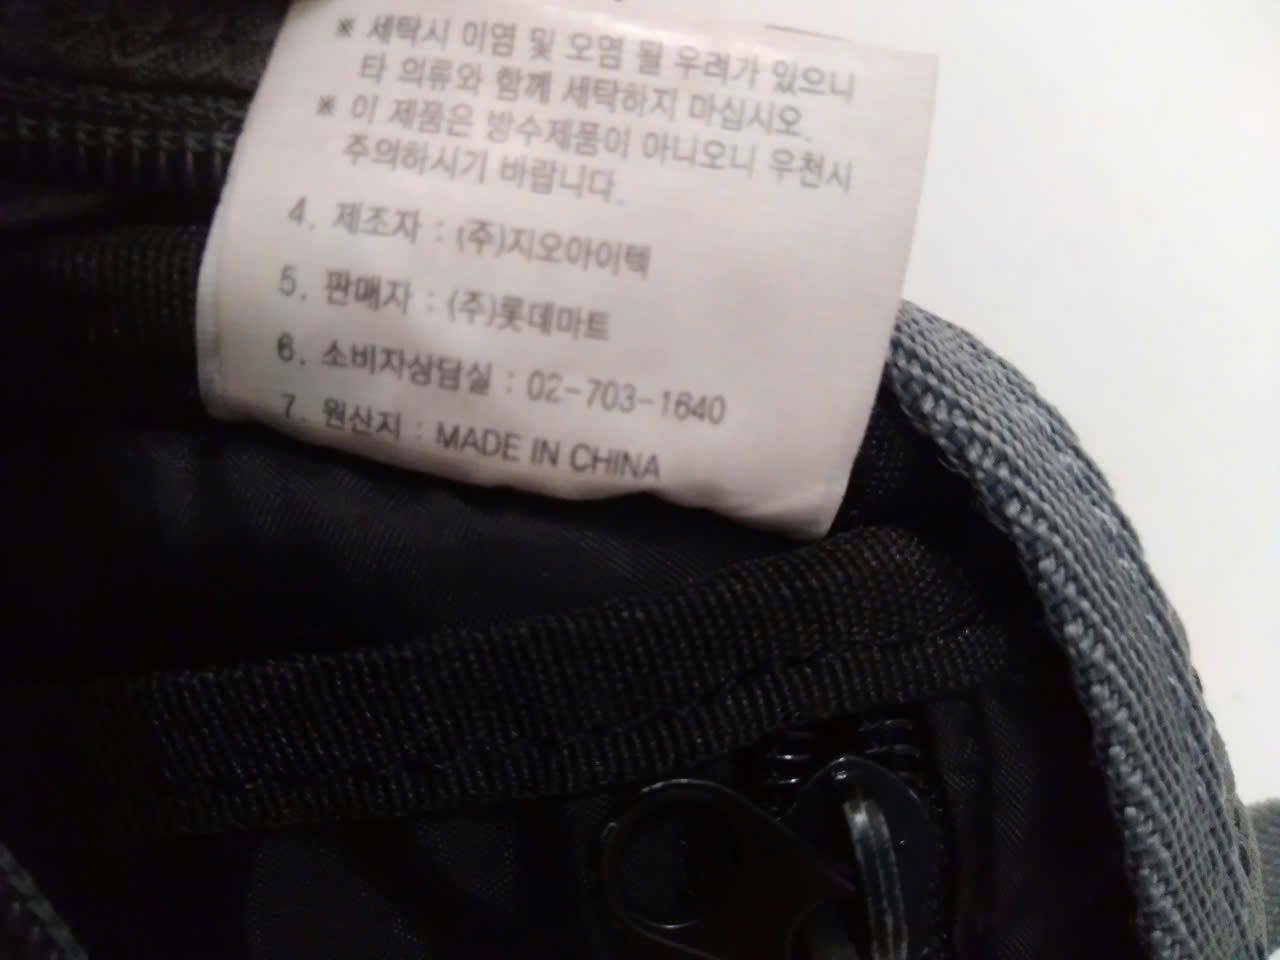 ※ 세탁시 이염 및 오염 될 우려가 있으니
타 의류와 함께 세탁하지 마십시오.
※ 이 제품은 방수제품이 아니오니 우천시
주의하시기 바랍니다.
4. 제조자 : (주)지오아이텍
5. 판매자 : (주)롯데마트
6. 소비자상담실 : 02-703-1640
7. 원산지 : MADE IN CHINA